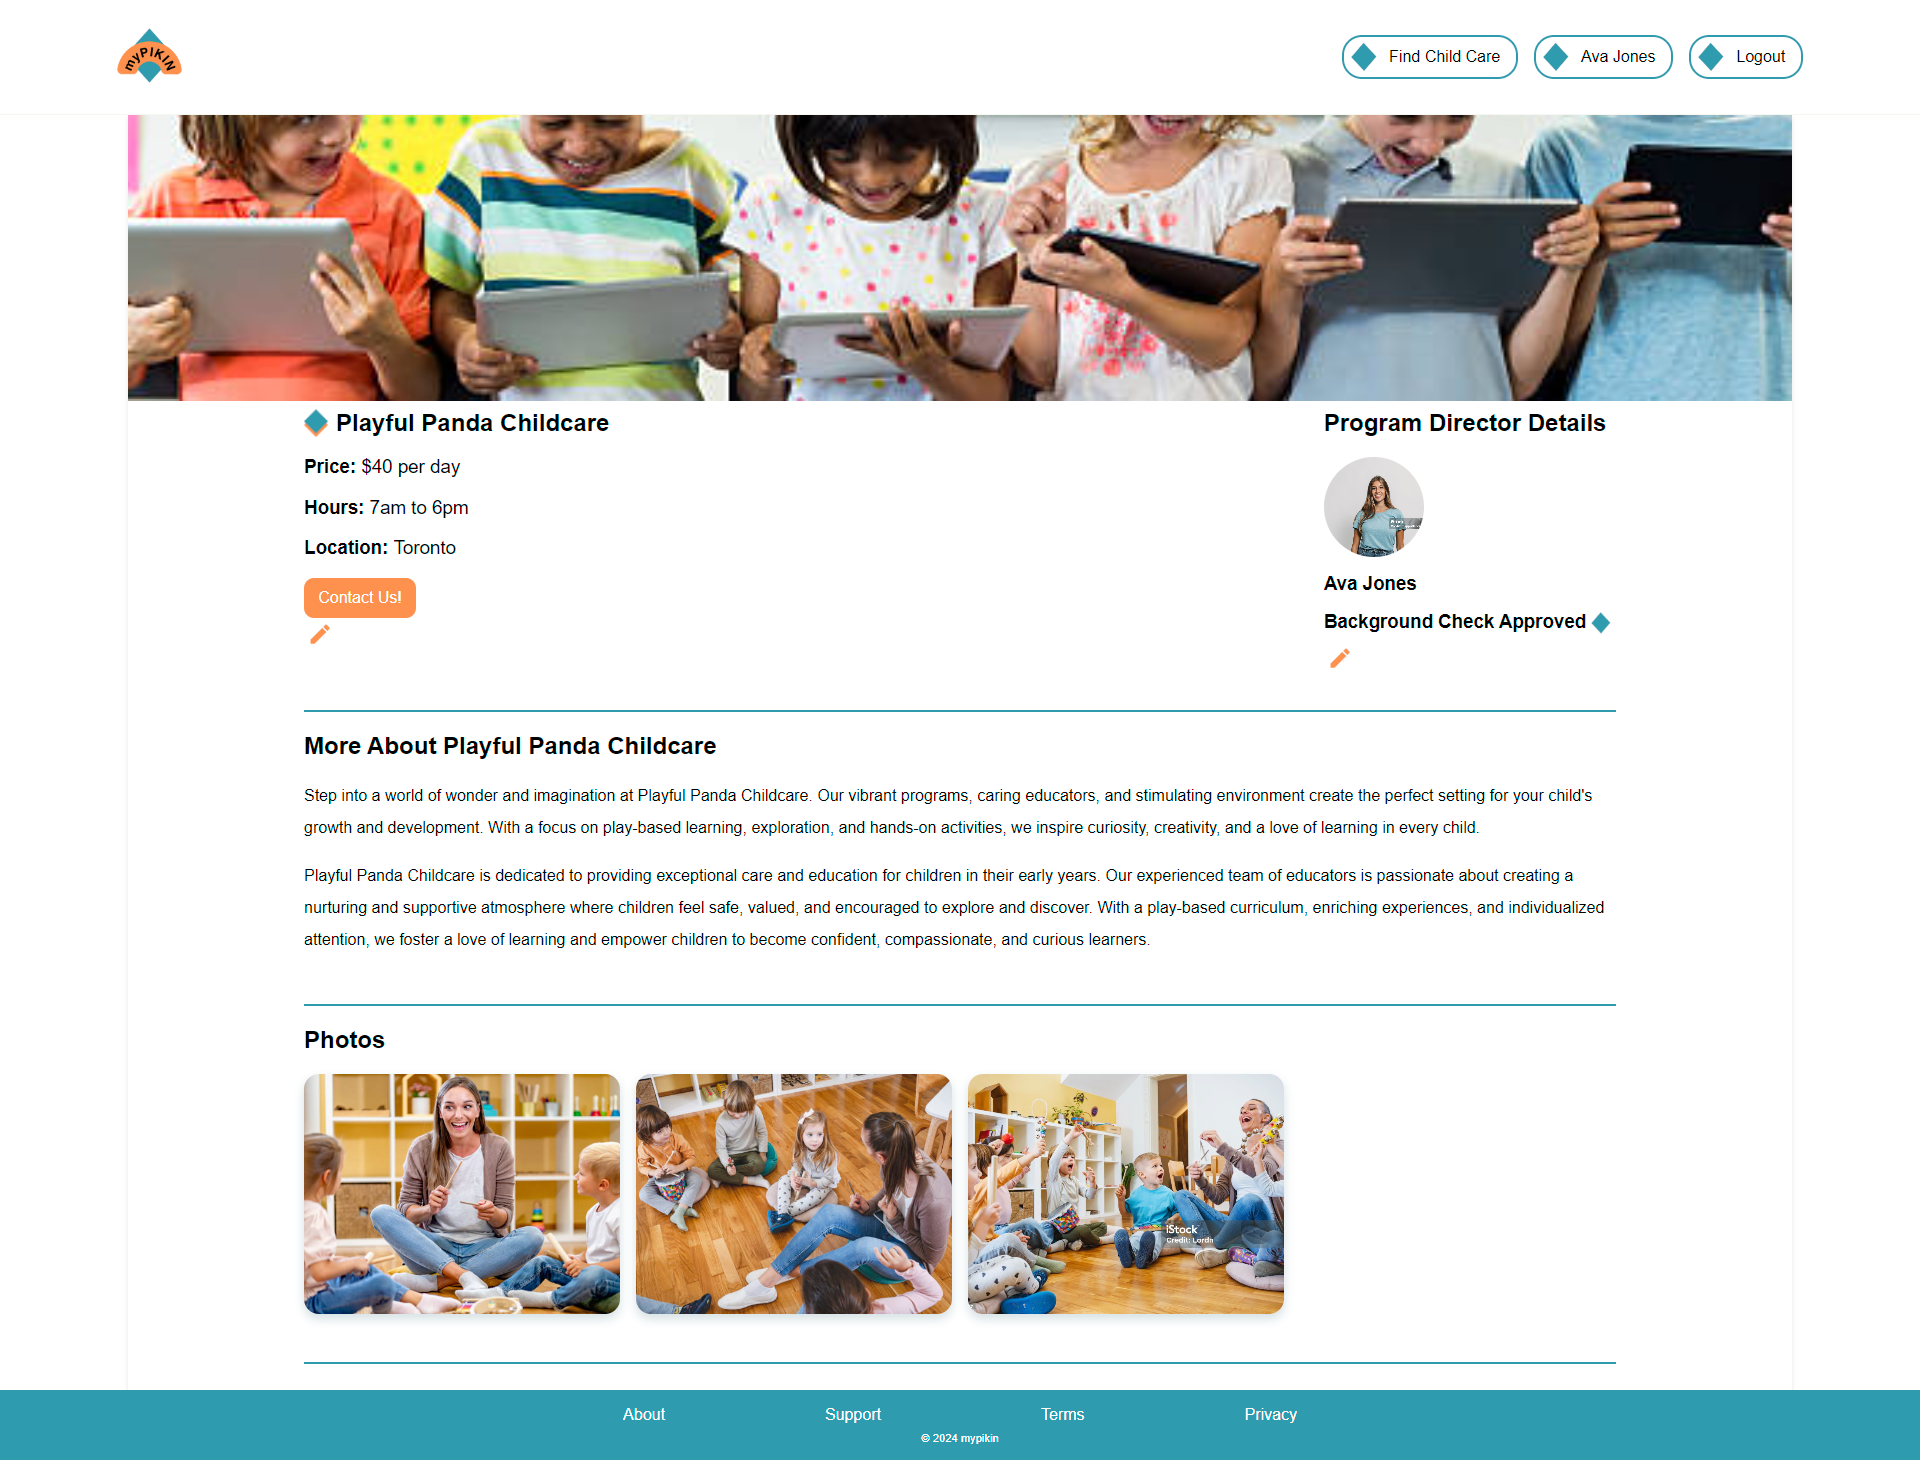 myPIKIN
Find Child Care
Ava Jones
Logout
Playful Panda Childcare
Price: $40 per day
Hours: 7am to 6pm
Location: Toronto
Contact Us!
Program Director Details
Ava Jones
Background Check Approved
More About Playful Panda Childcare
Step into a world of wonder and imagination at Playful Panda Childcare. Our vibrant programs, caring educators, and stimulating environment create the perfect setting for your child's
growth and development. With a focus on play-based learning, exploration, and hands-on activities, we inspire curiosity, creativity, and a love of learning in every child.
Playful Panda Childcare is dedicated to providing exceptional care and education for children in their early years. Our experienced team of educators is passionate about creating a
nurturing and supportive atmosphere where children feel safe, valued, and encouraged to explore and discover. With a play-based curriculum, enriching experiences, and individualized
attention, we foster a love of learning and empower children to become confident, compassionate, and curious learners.
Photos
iStock
Credit: Lordn
About
Support
Terms
Privacy
© 2024 mypikin